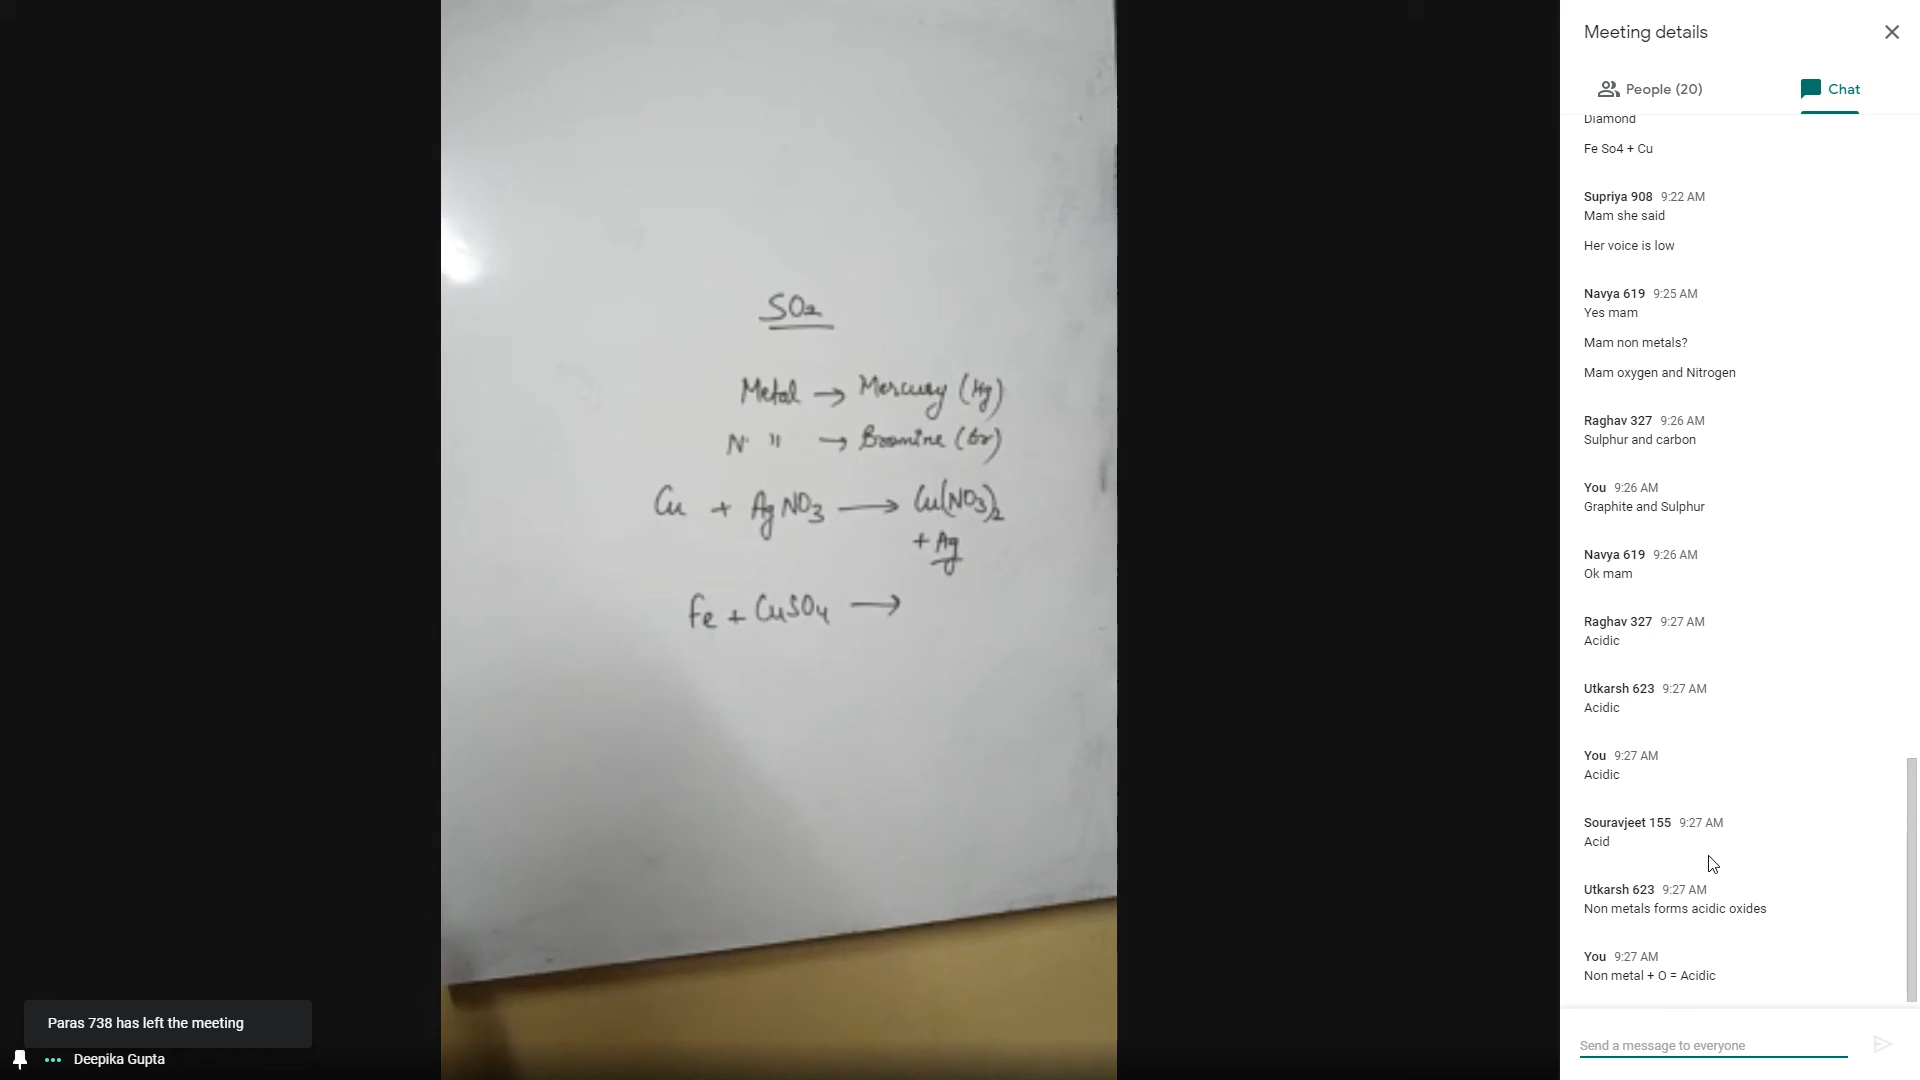 SO2
Metal → Mercury (Hg)
N. " → Bromine (Br)
Cu + AgNO3 → Cu(NO3)2
+ Ag
Fe + CuSO4 →
Paras 738 has left the meeting
Deepika Gupta
Meeting details
People (20)
Chat
Diamond
Fe So4 + Cu
Supriya 908 9:22 AM
Mam she said
Her voice is low
Navya 619 9:25 AM
Yes mam
Mam non metals?
Mam oxygen and Nitrogen
Raghav 327 9:26 AM
Sulphur and carbon
You 9:26 AM
Graphite and Sulphur
Navya 619 9:26 AM
Ok mam
Raghav 327 9:27 AM
Acidic
Utkarsh 623 9:27 AM
Acidic
You 9:27 AM
Acidic
Souravjeet 155 9:27 AM
Acid
Utkarsh 623 9:27 AM
Non metals forms acidic oxides
You 9:27 AM
Non metal + O = Acidic
Send a message to everyone